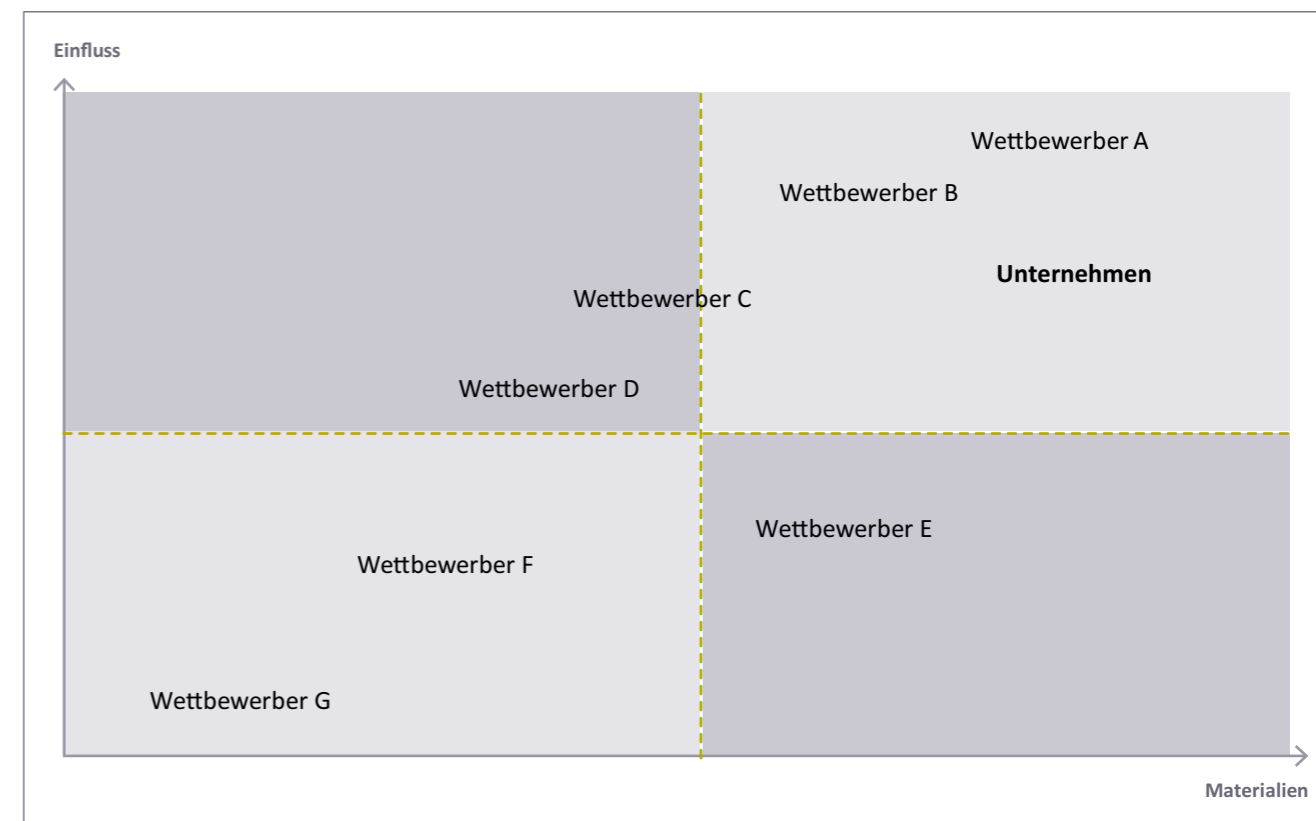 Einfluss
Wettbewerber A
Wettbewerber B
Unternehmen
Wettbewerber C
Wettbewerber D
Wettbewerber E
Wettbewerber F
Wettbewerber G
Materialien